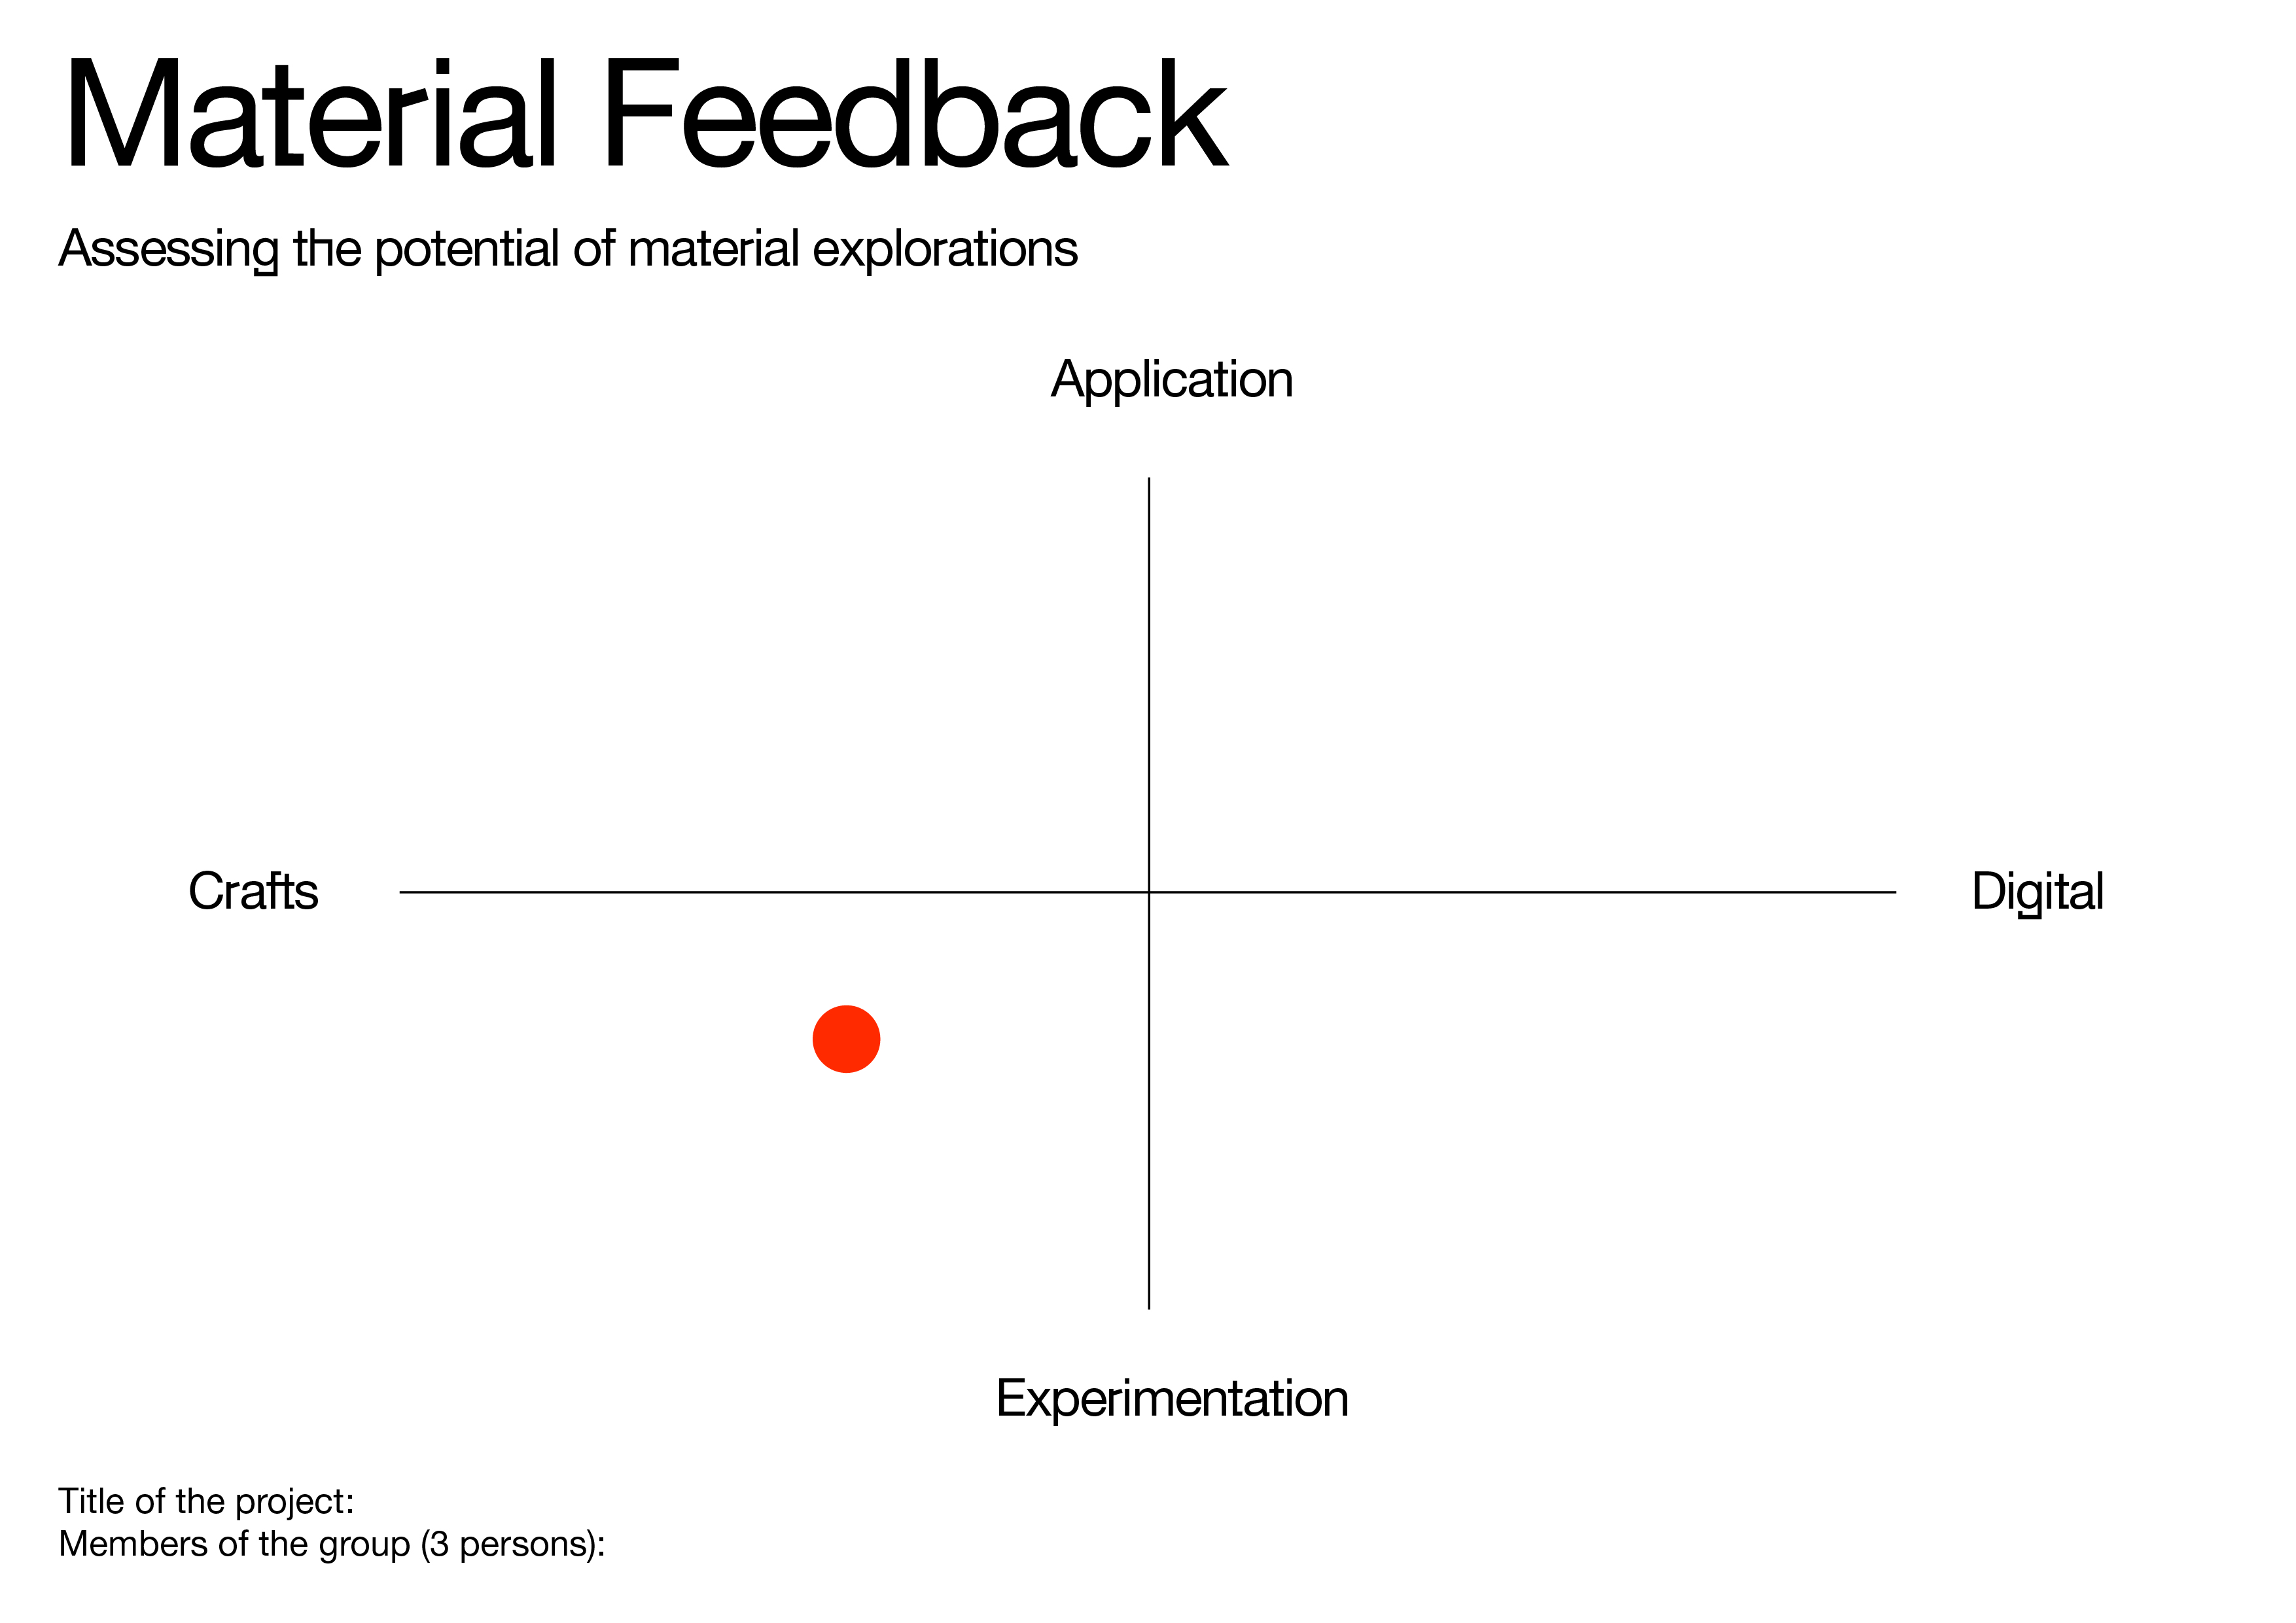 Material Feedback
Assessing the potential of material explorations
Application
Crafts
Digital
Experimentation
Title of the project:
Members of the group (3 persons):